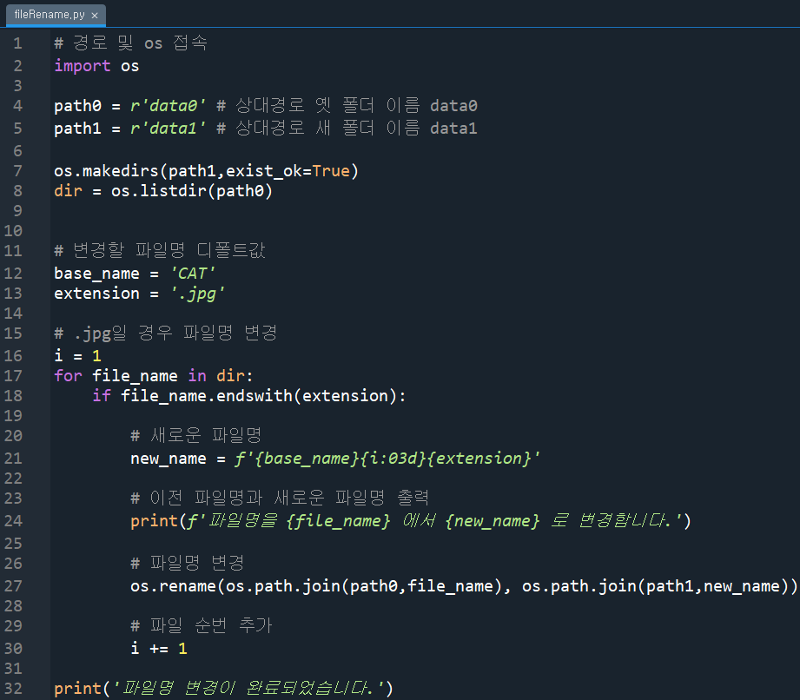 fileRename.py ×
1 # 경로 및 os 접속
2 import os
3
4 path0 = r'data0' # 상대경로 옛 폴더 이름 data0
5 path1 = r'data1' # 상대경로 새 폴더 이름 data1
6
7 os.makedirs(path1,exist_ok=True)
8 dir = os.listdir(path0)
9
10
11 # 변경할 파일명 디폴트값
12 base_name = 'CAT'
13 extension = '.jpg'
14
15 # .jpg일 경우 파일명 변경
16 i = 1
17 for file_name in dir:
18     if file_name.endswith(extension):
19
20         # 새로운 파일명
21         new_name = f'{base_name}{i:03d}{extension}'
22
23         # 이전 파일명과 새로운 파일명 출력
24         print(f'파일명을 {file_name} 에서 {new_name} 로 변경합니다.')
25
26         # 파일명 변경
27         os.rename(os.path.join(path0,file_name), os.path.join(path1,new_name))
28
29         # 파일 순번 추가
30         i += 1
31
32 print('파일명 변경이 완료되었습니다.')